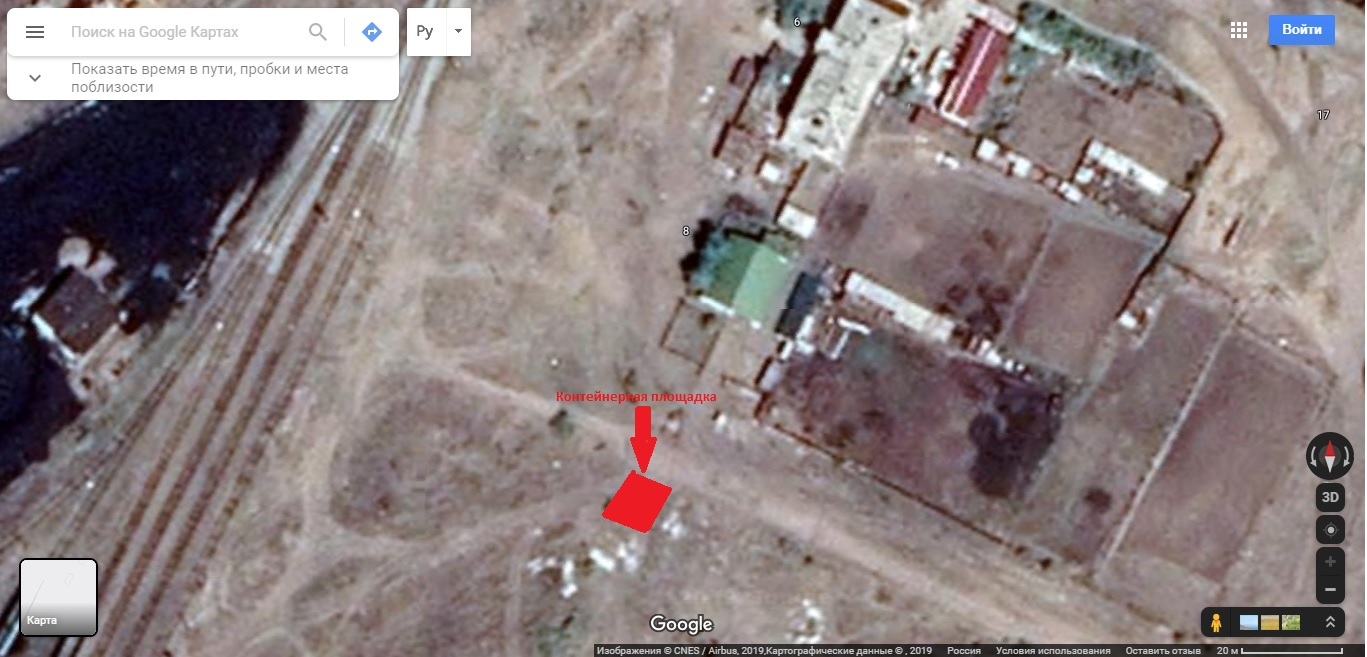 Поиск на Google Картах
Ру
Войти
Показать время в пути, пробки и места
поблизости
6
17
8
Контейнерная площадка
3D
Карта
Google
Изображения © CNES / Airbus, 2019,Картографические данные © , 2019 Россия Условия использования Оставить отзыв 20 м